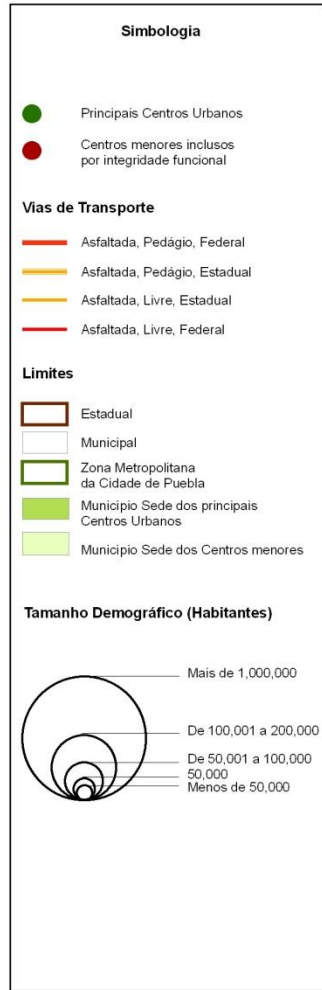 Simbologia
Principais Centros Urbanos
Centros menores inclusos
por integridade funcional
Vias de Transporte
Asfaltada, Pedágio, Federal
Asfaltada, Pedágio, Estadual
Asfaltada, Livre, Estadual
Asfaltada, Livre, Federal
Limites
Estadual
Municipal
Zona Metropolitana
da Cidade de Puebla
Municipio Sede dos principais
Centros Urbanos
Municipio Sede dos Centros menores
Tamanho Demográfico (Habitantes)
Mais de 1,000,000
De 100,001 a 200,000
De 50,001 a 100,000
50,000
Menos de 50,000